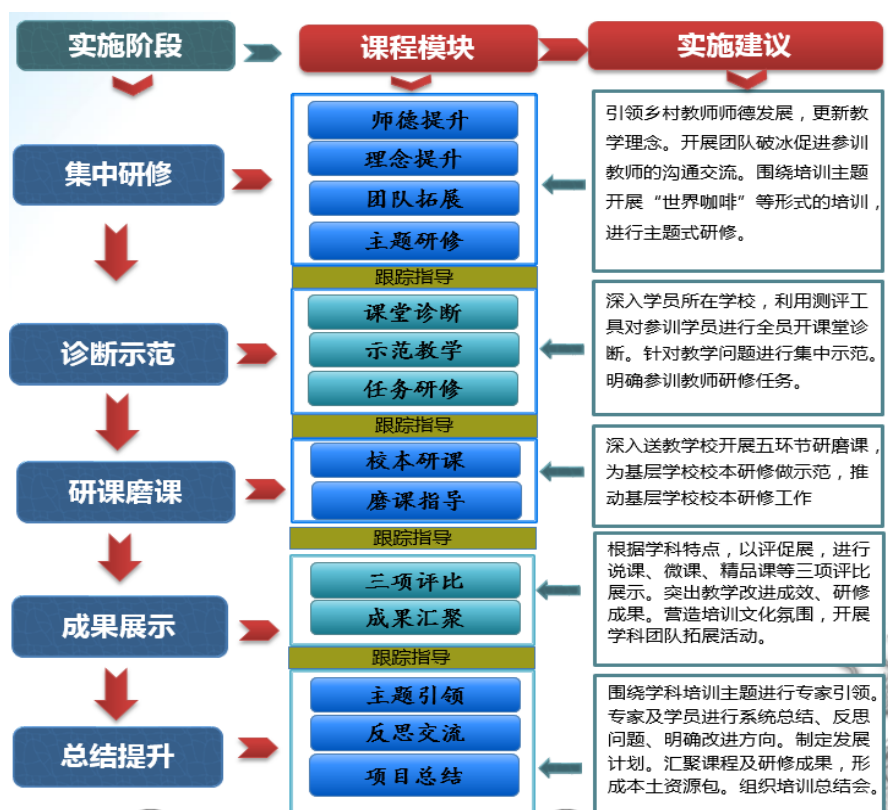 实施阶段
课程模块
实施建议
集中研修
师德提升
理念提升
团队拓展
主题研修
引领乡村教师师德发展，更新教
学理念。开展团队破冰促进参训
教师的沟通交流。围绕培训主题
开展“世界咖啡”等形式的培训，
进行主题式研修。
跟踪指导
诊断示范
课堂诊断
示范教学
任务研修
深入学员所在学校，利用测评工
具对参训学员进行全员开课堂诊
断。针对教学问题进行集中示范。
明确参训教师研修任务。
跟踪指导
研课磨课
校本研课
磨课指导
深入送教学校开展五环节研磨课，
为基层学校校本研修做示范，推
动基层学校校本研修工作
跟踪指导
成果展示
三项评比
成果汇聚
根据学科特点，以评促展，进行
说课、微课、精品课等三项评比
展示。突出教学改进成效、研修
成果。营造培训文化氛围，开展
学科团队拓展活动。
跟踪指导
总结提升
主题引领
反思交流
项目总结
围绕学科培训主题进行专家引领。
专家及学员进行系统总结、反思
问题、明确改进方向。制定发展
计划。汇聚课程及研修成果，形
成本土资源包。组织培训总结会。